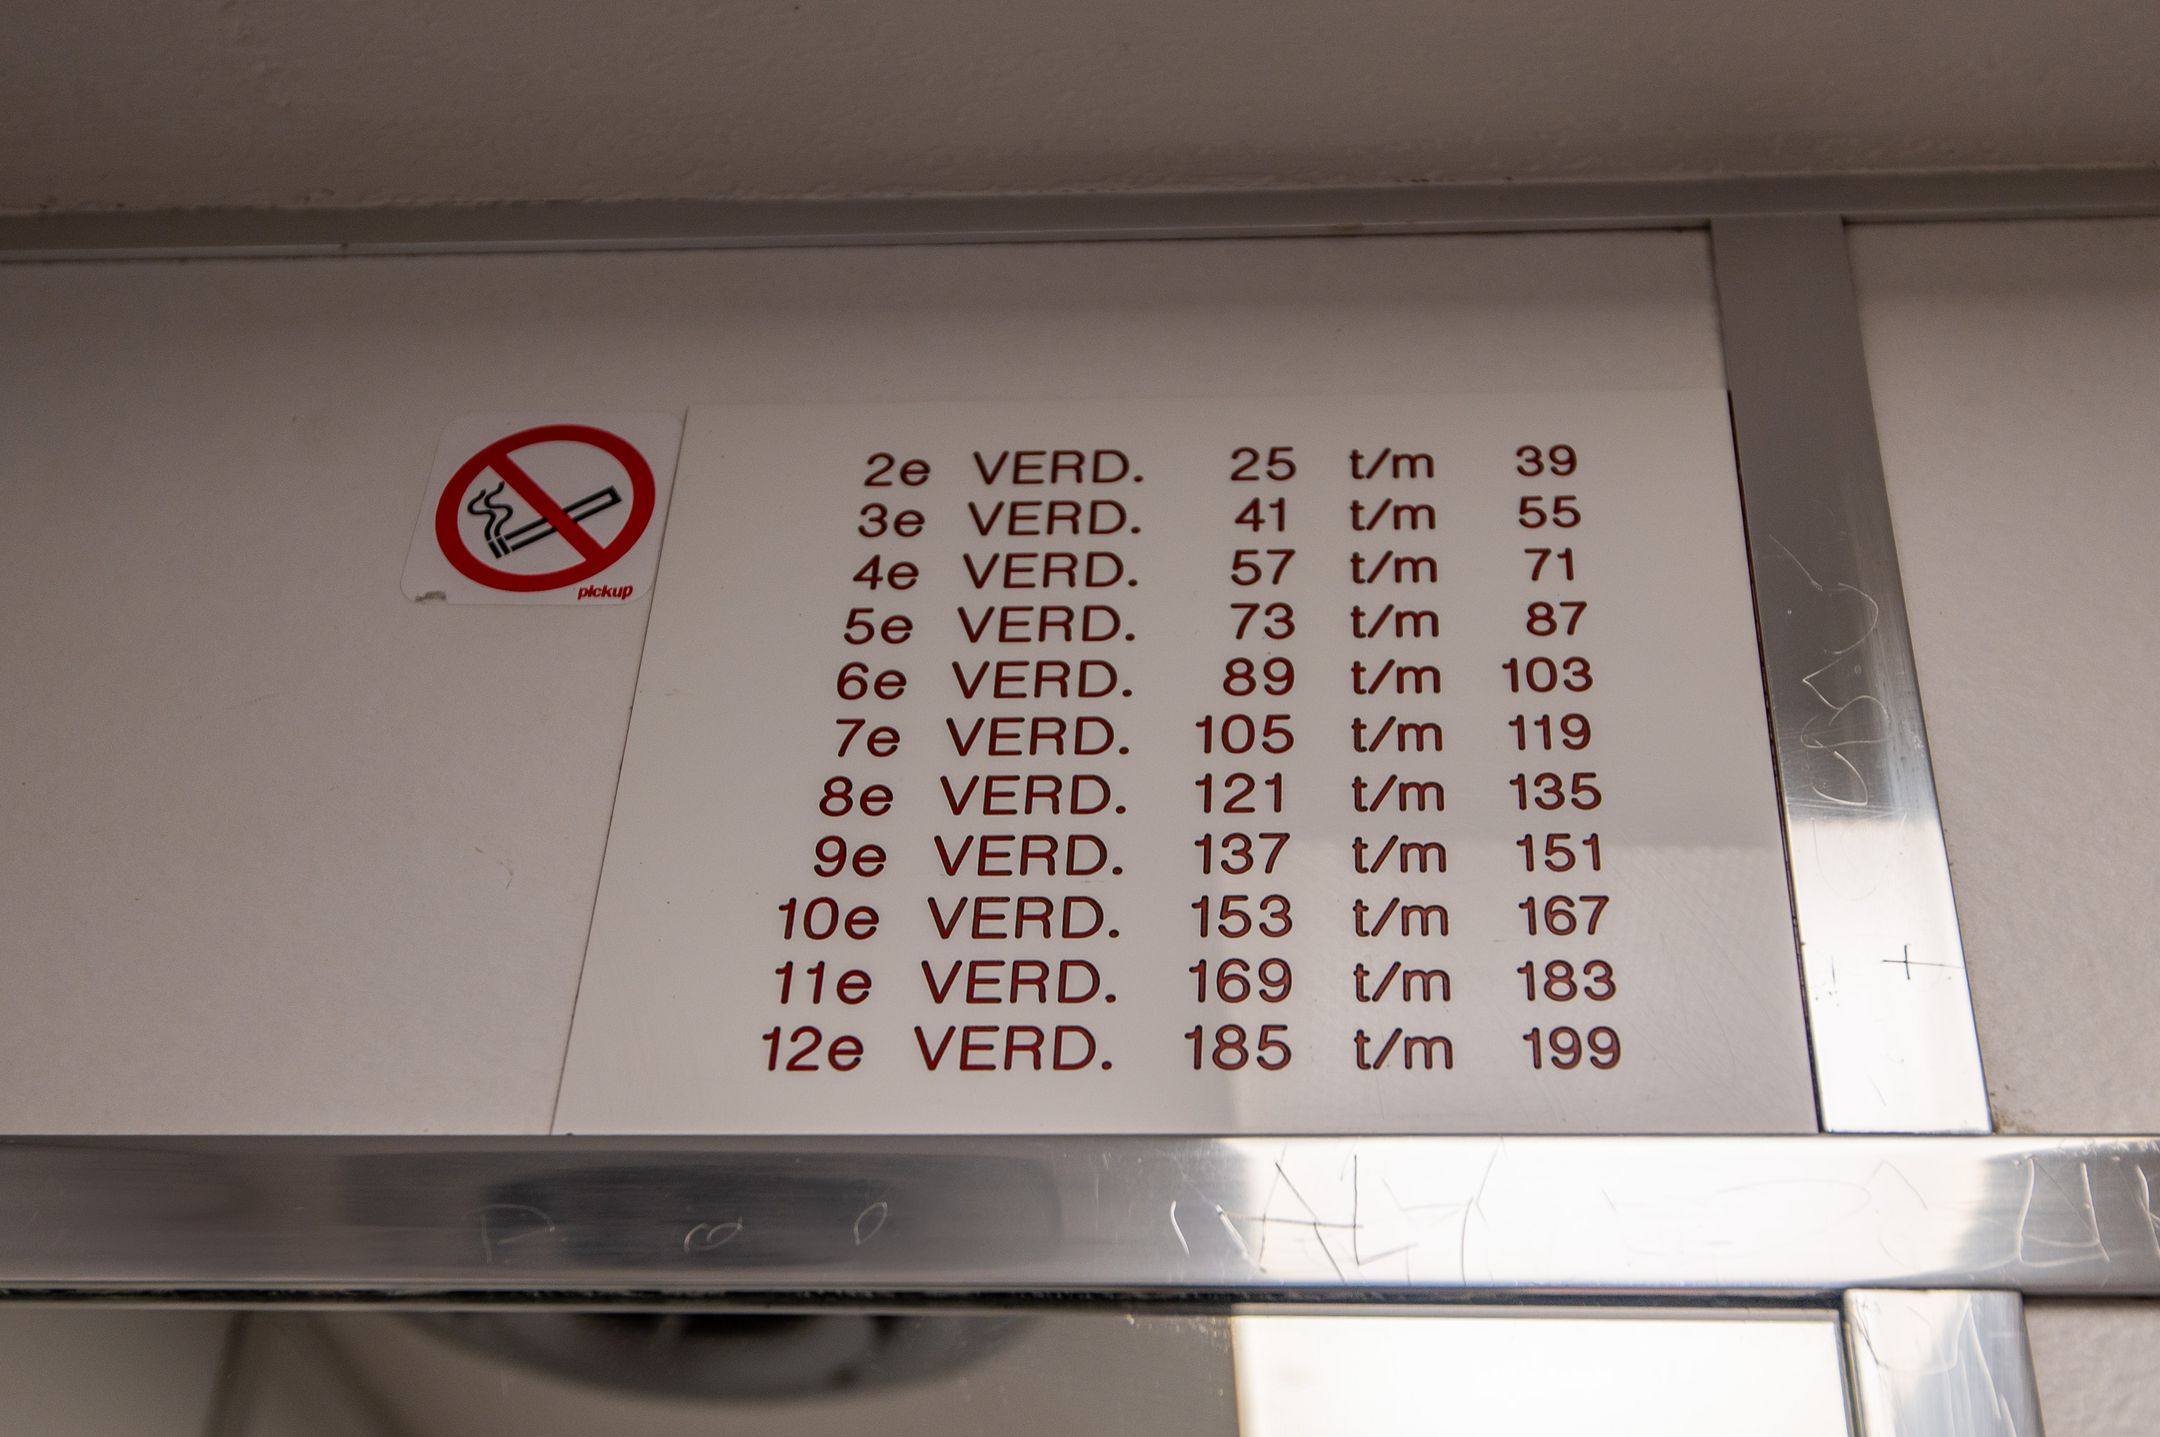 pickup
2e VERD. 25 t/m 39
3e VERD. 41 t/m 55
4e VERD. 57 t/m 71
5e VERD. 73 t/m 87
6e VERD. 89 t/m 103
7e VERD. 105 t/m 119
8e VERD. 121 t/m 135
9e VERD. 137 t/m 151
10e VERD. 153 t/m 167
11e VERD. 169 t/m 183
12e VERD. 185 t/m 199